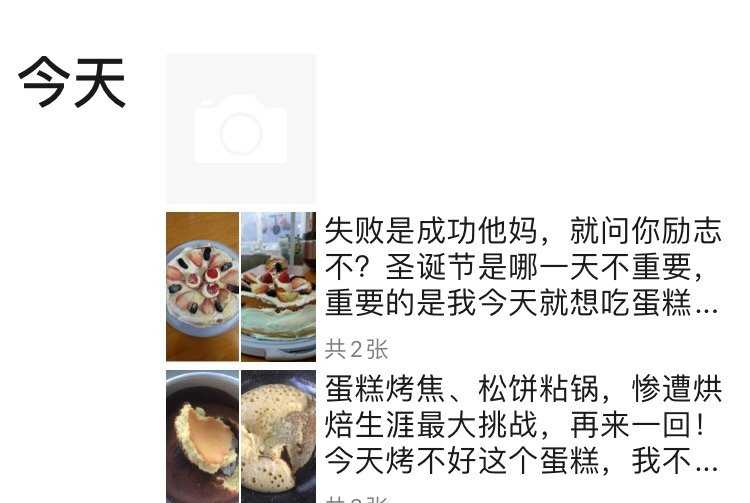 今天
失败是成功他妈，就问你励志
不？圣诞节是哪一天不重要，
重要的是我今天就想吃蛋糕...
共2张
蛋糕烤焦、松饼粘锅，惨遭烘
焙生涯最大挑战，再来一回！
今天烤不好这个蛋糕，我不...